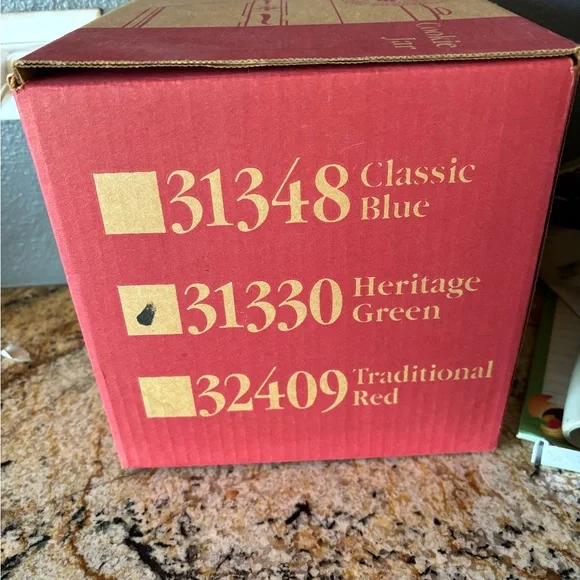 Cookie
Jar
31348 Classic
Blue
31330 Heritage
Green
32409 Traditional
Red